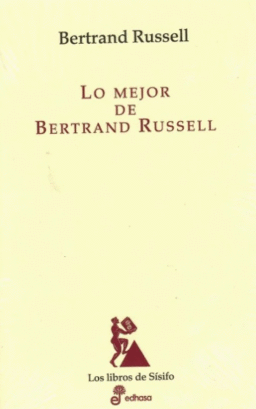 Bertrand Russell
LO MEJOR
DE
BERTRAND RUSSELL
Los libros de Sísifo
edhasa